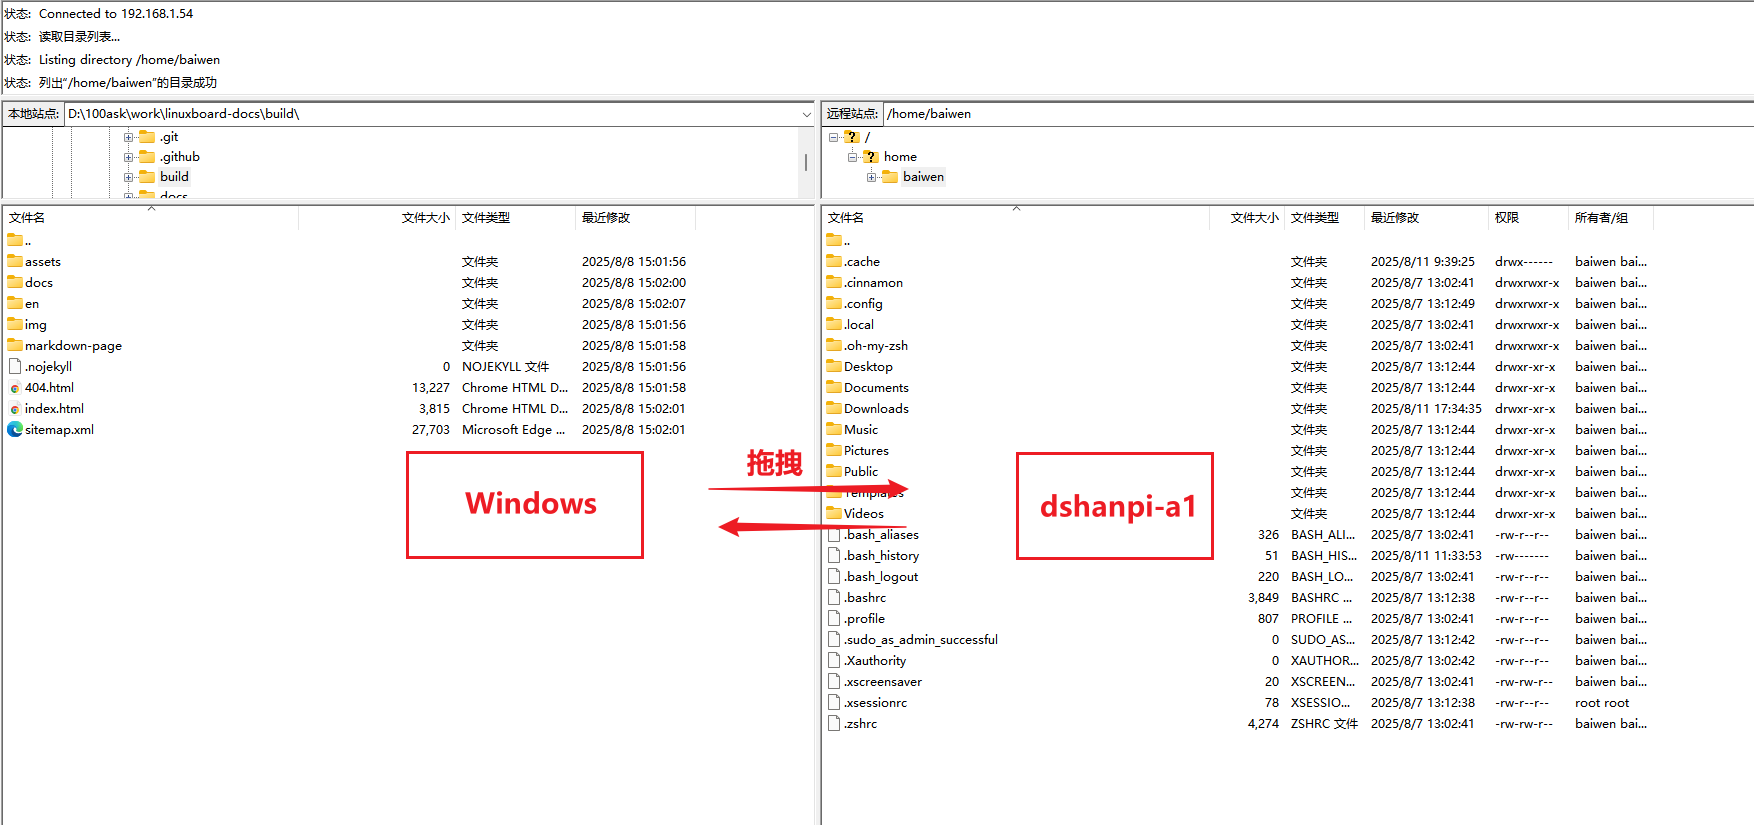 状态: Connected to 192.168.1.54
状态: 读取目录列表...
状态: Listing directory /home/baiwen
状态: 列出"/home/baiwen"的目录成功
本地站点: D:\100ask\work\linuxboard-docs\build\
.git
.github
build
docs
远程站点: /home/baiwen
/
home
baiwen
文件名 文件大小 文件类型 最近修改
..
assets 文件夹 2025/8/8 15:01:56
docs 文件夹 2025/8/8 15:02:00
en 文件夹 2025/8/8 15:02:07
img 文件夹 2025/8/8 15:01:56
markdown-page 文件夹 2025/8/8 15:01:58
.nojekyll 0 NOJEKYLL 文件 2025/8/8 15:01:56
404.html 13,227 Chrome HTML D... 2025/8/8 15:01:58
index.html 3,815 Chrome HTML D... 2025/8/8 15:02:01
sitemap.xml 27,703 Microsoft Edge ... 2025/8/8 15:02:01
Windows
拖拽
文件名 文件大小 文件类型 最近修改 权限 所有者/组
..
.cache 文件夹 2025/8/11 9:39:25 drwx------ baiwen bai...
.cinnamon 文件夹 2025/8/7 13:02:41 drwxrwxr-x baiwen bai...
.config 文件夹 2025/8/7 13:12:49 drwxrwxr-x baiwen bai...
.local 文件夹 2025/8/7 13:02:41 drwxrwxr-x baiwen bai...
.oh-my-zsh 文件夹 2025/8/7 13:02:41 drwxrwxr-x baiwen bai...
Desktop 文件夹 2025/8/7 13:12:44 drwxr-xr-x baiwen bai...
Documents 文件夹 2025/8/7 13:12:44 drwxr-xr-x baiwen bai...
Downloads 文件夹 2025/8/11 17:34:35 drwxr-xr-x baiwen bai...
Music 文件夹 2025/8/7 13:12:44 drwxr-xr-x baiwen bai...
Pictures 文件夹 2025/8/7 13:12:44 drwxr-xr-x baiwen bai...
Public 文件夹 2025/8/7 13:12:44 drwxr-xr-x baiwen bai...
Templates 文件夹 2025/8/7 13:12:44 drwxr-xr-x baiwen bai...
Videos 文件夹 2025/8/7 13:12:44 drwxr-xr-x baiwen bai...
.bash_aliases 326 BASH_ALI... 2025/8/7 13:02:41 -rw-r--r-- baiwen bai...
.bash_history 51 BASH_HIS... 2025/8/11 11:33:53 -rw------- baiwen bai...
.bash_logout 220 BASH_LO... 2025/8/7 13:02:41 -rw-r--r-- baiwen bai...
.bashrc 3,849 BASHRC ... 2025/8/7 13:12:38 -rw-r--r-- baiwen bai...
.profile 807 PROFILE ... 2025/8/7 13:02:41 -rw-r--r-- baiwen bai...
.sudo_as_admin_successful 0 SUDO_AS... 2025/8/7 13:12:42 -rw-r--r-- baiwen bai...
.Xauthority 0 XAUTHOR... 2025/8/7 13:02:42 -rw-r--r-- baiwen bai...
.xscreensaver 20 XSCREEN... 2025/8/7 13:02:41 -rw-rw-r-- baiwen bai...
.xsessionrc 78 XSESSIO... 2025/8/7 13:12:38 -rw-r--r-- root root
.zshrc 4,274 ZSHRC 文件 2025/8/7 13:02:41 -rw-rw-r-- baiwen bai...
dshanpi-a1